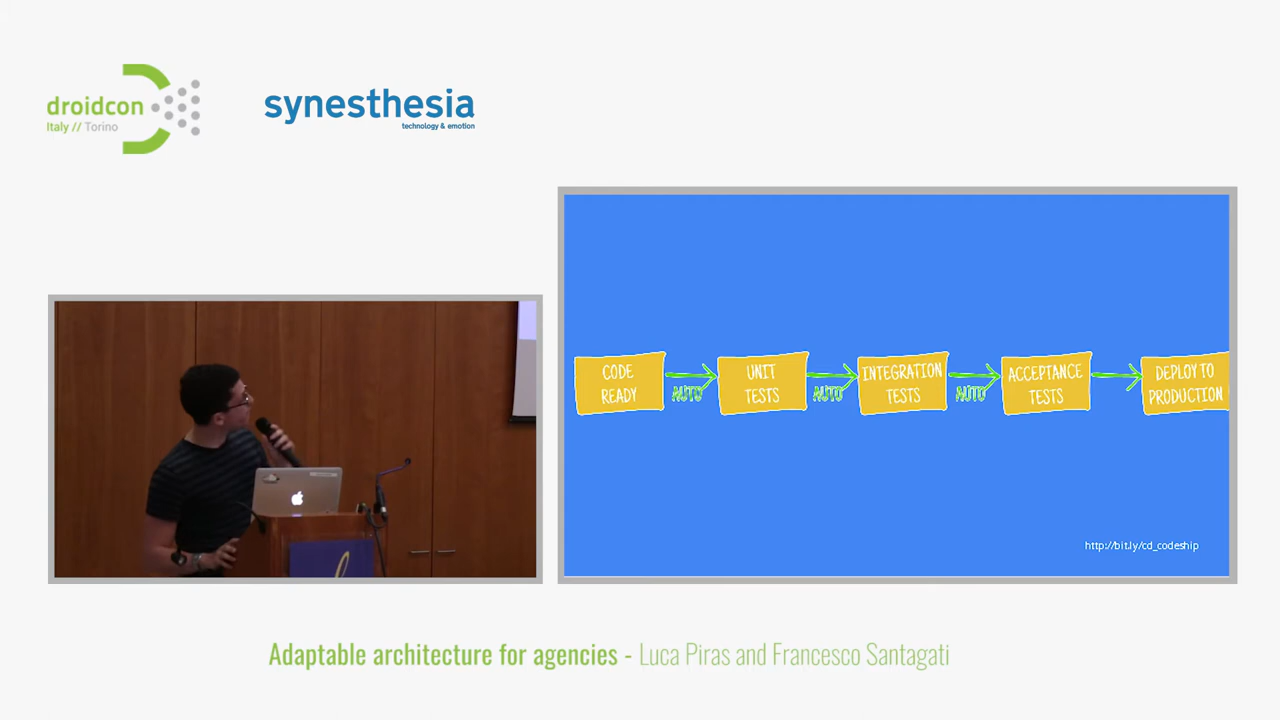 droidcon
Italy // Torino
synesthesia
technology & emotion
CODE
READY
AUTO
UNIT
TESTS
AUTO
INTEGRATION
TESTS
AUTO
ACCEPTANCE
TESTS
DEPLOY TO
PRODUCTION
http://bit.ly/cd_codeship
Adaptable architecture for agencies - Luca Piras and Francesco Santagati